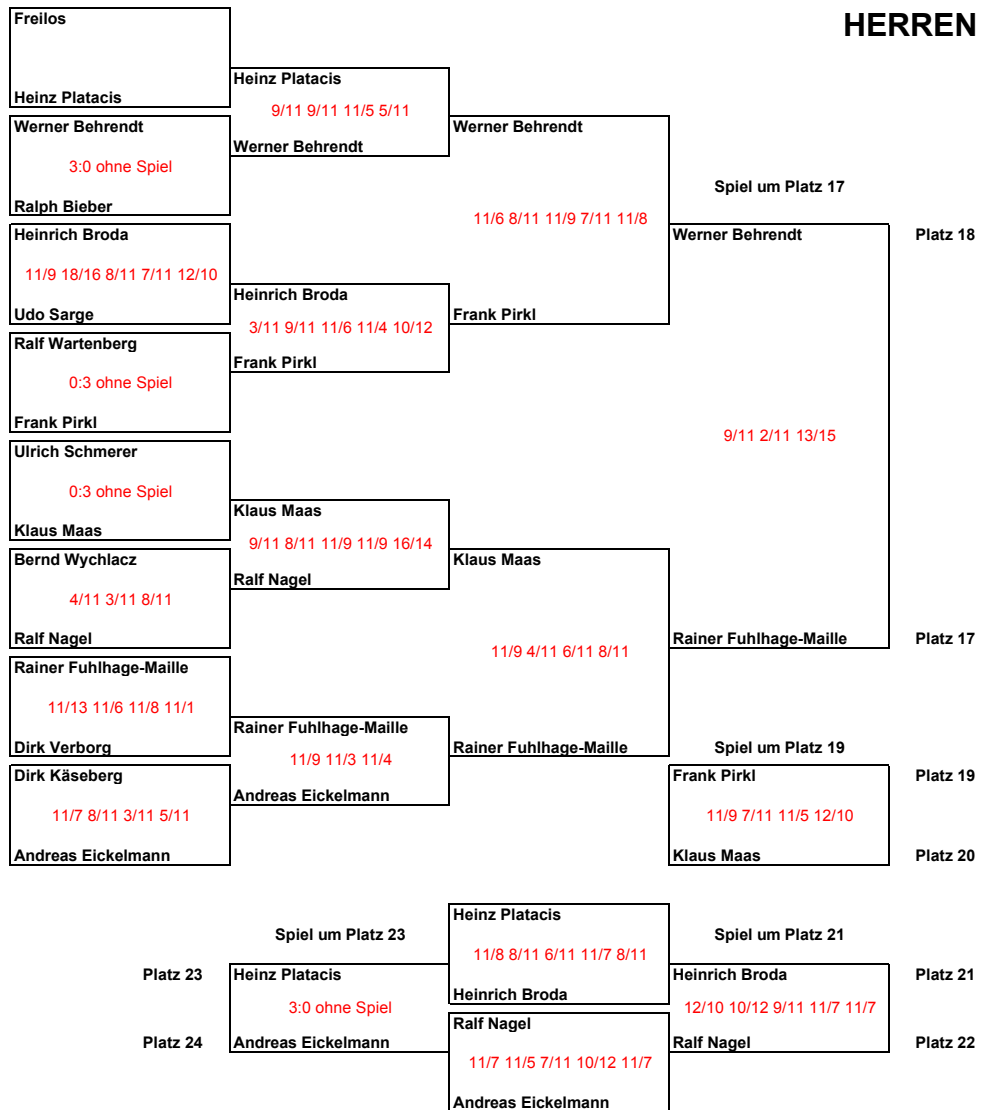 Freilos
HERREN
Heinz Platacis
Heinz Platacis
9/11 9/11 11/5 5/11
Werner Behrendt
Werner Behrendt
Werner Behrendt
3:0 ohne Spiel
Ralph Bieber
Spiel um Platz 17
11/6 8/11 11/9 7/11 11/8
Heinrich Broda
Werner Behrendt
Platz 18
11/9 18/16 8/11 7/11 12/10
Heinrich Broda
Udo Sarge
Frank Pirkl
3/11 9/11 11/6 11/4 10/12
Ralf Wartenberg
Frank Pirkl
0:3 ohne Spiel
Frank Pirkl
9/11 2/11 13/15
Ulrich Schmerer
0:3 ohne Spiel
Klaus Maas
Klaus Maas
9/11 8/11 11/9 11/9 16/14
Bernd Wychlacz
Klaus Maas
Ralf Nagel
4/11 3/11 8/11
Ralf Nagel
Rainer Fuhlhage-Maille
Platz 17
11/9 4/11 6/11 8/11
Rainer Fuhlhage-Maille
11/13 11/6 11/8 11/1
Rainer Fuhlhage-Maille
Dirk Verborg
Rainer Fuhlhage-Maille
Spiel um Platz 19
11/9 11/3 11/4
Dirk Käseberg
Frank Pirkl
Platz 19
Andreas Eickelmann
11/7 8/11 3/11 5/11
11/9 7/11 11/5 12/10
Andreas Eickelmann
Klaus Maas
Platz 20
Heinz Platacis
Spiel um Platz 23
Spiel um Platz 21
11/8 8/11 6/11 11/7 8/11
Platz 23
Heinz Platacis
Heinrich Broda
Platz 21
Heinrich Broda
3:0 ohne Spiel
12/10 10/12 9/11 11/7 11/7
Ralf Nagel
Platz 24
Andreas Eickelmann
Ralf Nagel
Platz 22
11/7 11/5 7/11 10/12 11/7
Andreas Eickelmann